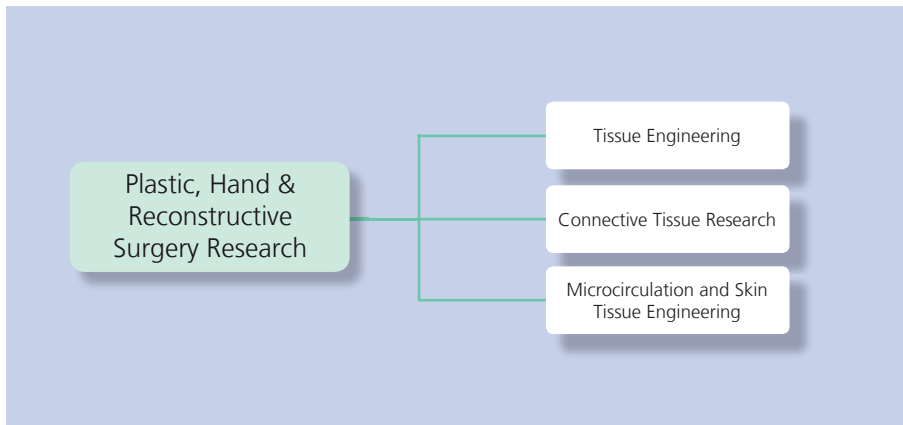 Plastic, Hand &
Reconstructive
Surgery Research
Tissue Engineering
Connective Tissue Research
Microcirculation and Skin
Tissue Engineering